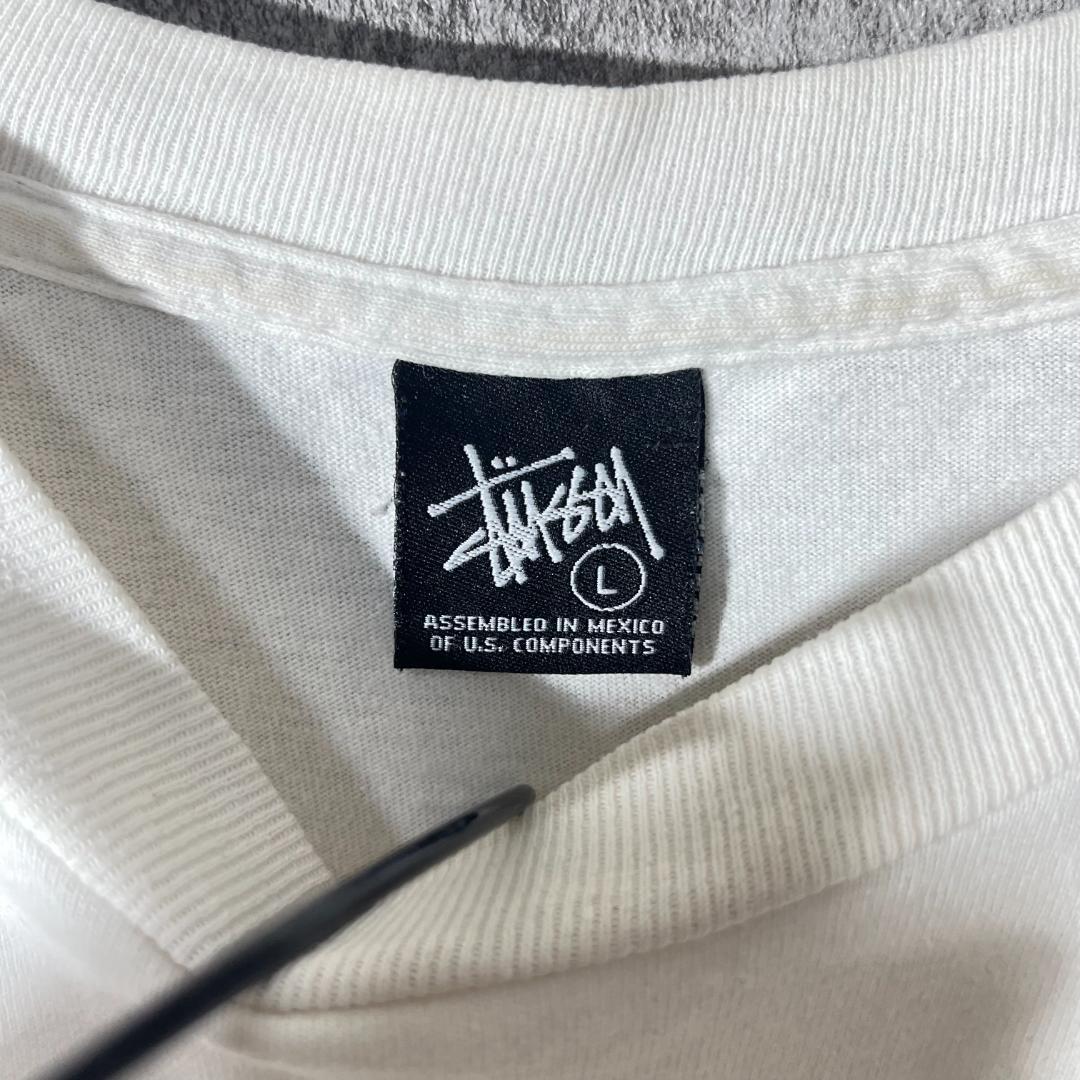 Stüssy
L
ASSEMBLED IN MEXICO
OF U.S. COMPONENTS